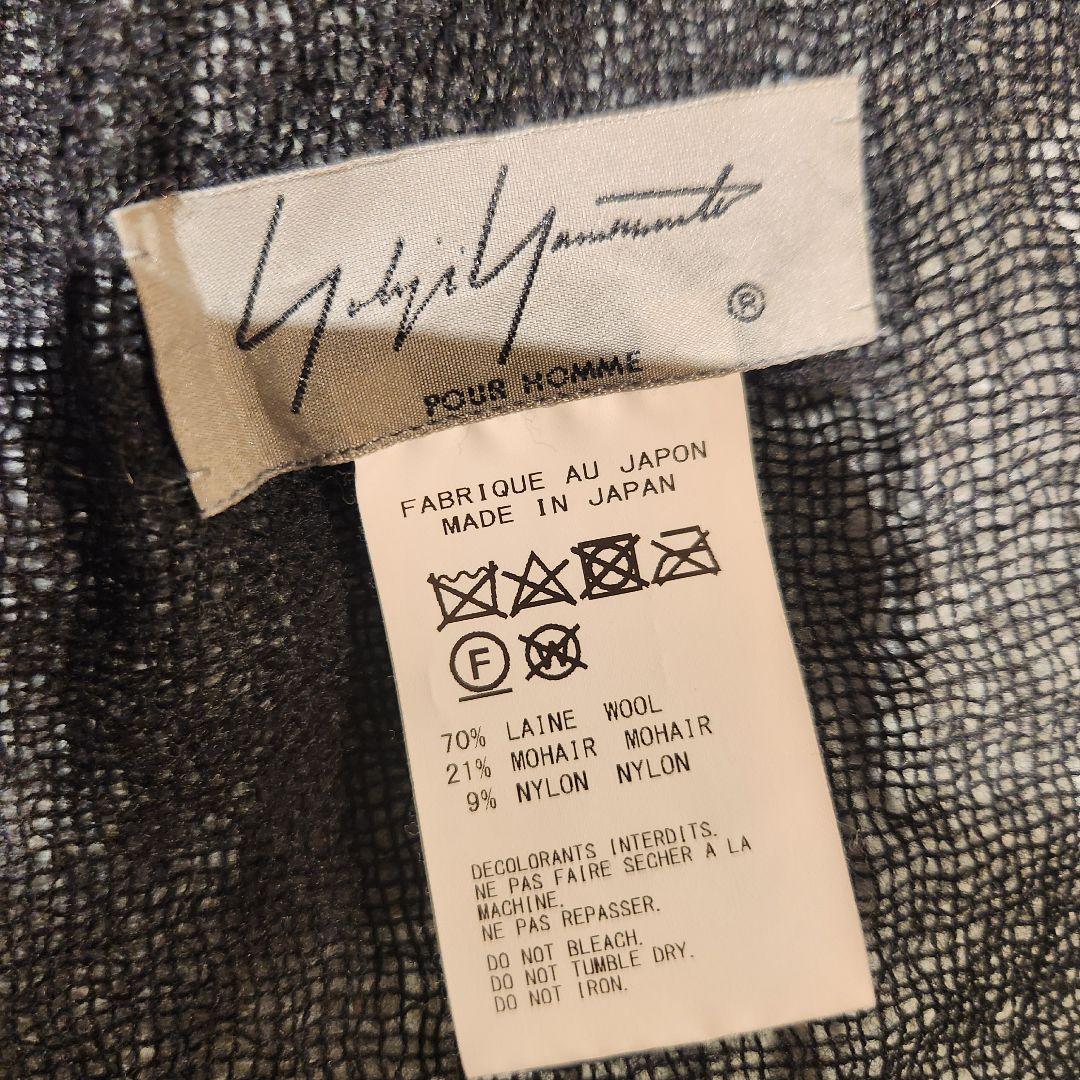 Yohji Yamamoto
®
POUR HOMME
FABRIQUE AU JAPON
MADE IN JAPAN
F W
70% LAINE WOOL
21% MOHAIR MOHAIR
9% NYLON NYLON
DECOLORANTS INTERDITS.
NE PAS FAIRE SECHER A LA
MACHINE.
NE PAS REPASSER.
DO NOT BLEACH.
DO NOT TUMBLE DRY.
DO NOT IRON.